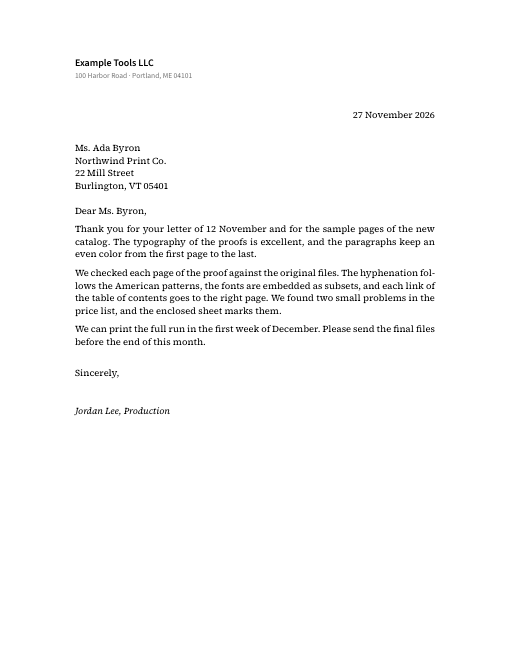 Example Tools LLC
100 Harbor Road · Portland, ME 04101
27 November 2026
Ms. Ada Byron
Northwind Print Co.
22 Mill Street
Burlington, VT 05401
Dear Ms. Byron,
Thank you for your letter of 12 November and for the sample pages of the new
catalog. The typography of the proofs is excellent, and the paragraphs keep an
even color from the first page to the last.
We checked each page of the proof against the original files. The hyphenation fol-
lows the American patterns, the fonts are embedded as subsets, and each link of
the table of contents goes to the right page. We found two small problems in the
price list, and the enclosed sheet marks them.
We can print the full run in the first week of December. Please send the final files
before the end of this month.
Sincerely,
Jordan Lee, Production